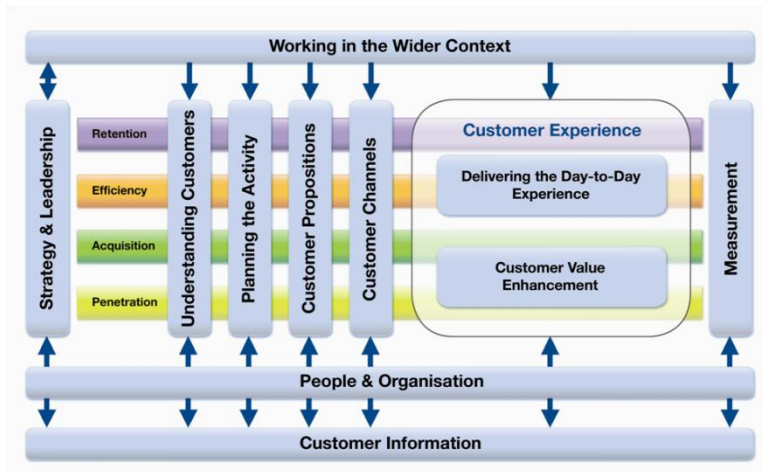 Working in the Wider Context
Strategy & Leadership
Retention
Efficiency
Acquisition
Penetration
Understanding Customers
Planning the Activity
Customer Propositions
Customer Channels
Customer Experience
Delivering the Day-to-Day
Experience
Customer Value
Enhancement
Measurement
People & Organisation
Customer Information